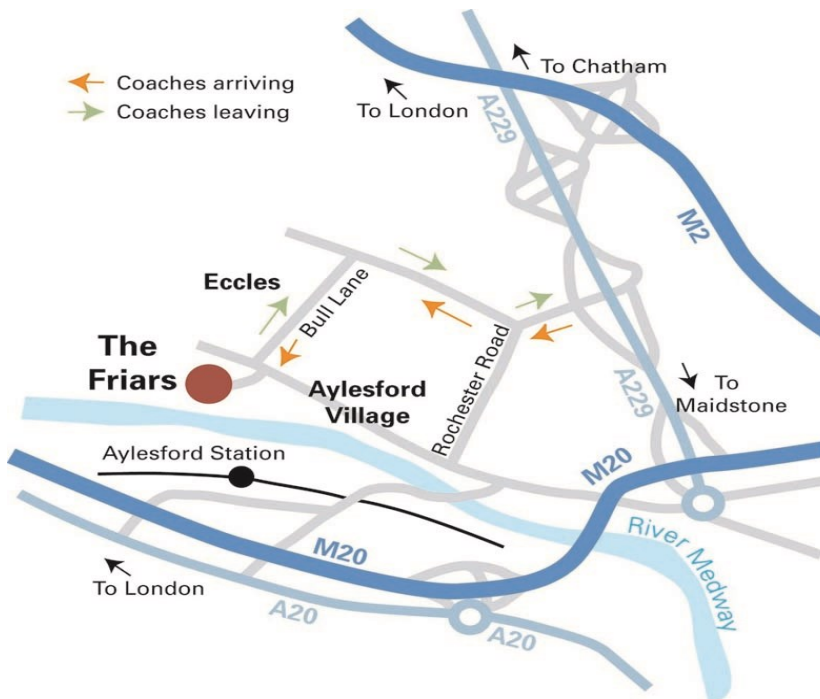 To Chatham
Coaches arriving
To London
Coaches leaving
A229
M2
Eccles
Bull Lane
The
Friars
Rochester Road
Aylesford
Village
A229
To
Maidstone
Aylesford Station
M20
M20
River Medway
To London
A20
A20